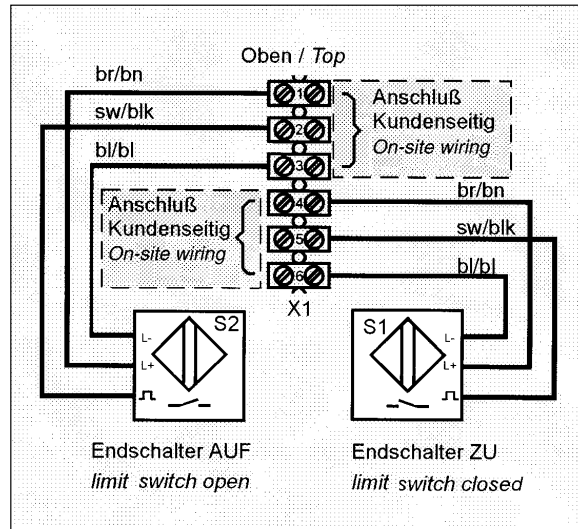 Oben / Top
br/bn
sw/blk
bl/bl
1
2
3
4
5
6
Anschluß
Kundenseitig
On-site wiring
Anschluß
Kundenseitig
On-site wiring
br/bn
sw/blk
bl/bl
X1
S2
L-
L+
S1
L-
L+
Endschalter AUF
limit switch open
Endschalter ZU
limit switch closed